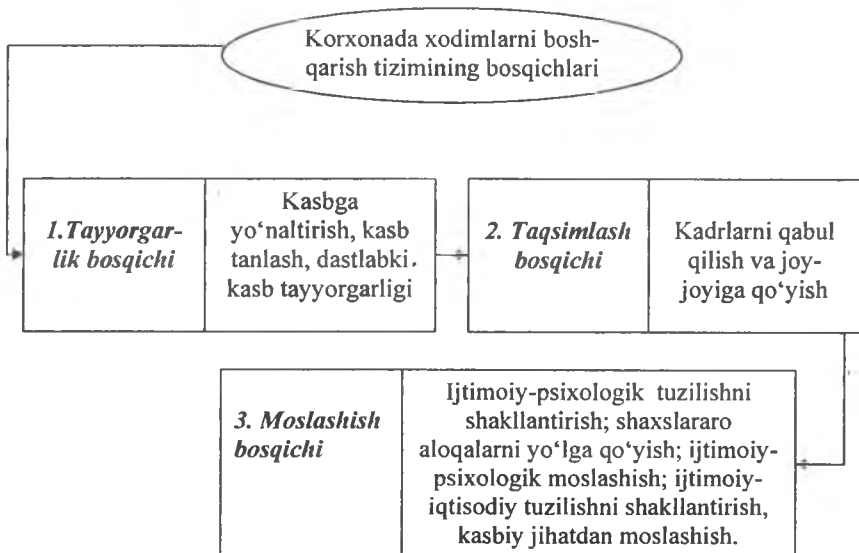 Korxonada xodimlarni bosh-
qarish tizimining bosqichlari
1.Tayyorgar-
lik bosqichi
Kasbga
yo‘naltirish, kasb
tanlash, dastlabki
kasb tayyorgarligi
2. Taqsimlash
bosqichi
Kadrlarni qabul
qilish va joy-
joyiga qo‘yish
3. Moslashish
bosqichi
Ijtimoiy-psixologik tuzilishni
shakllantirish; shaxslararo
aloqalarni yo‘lga qo‘yish; ijtimoiy-
psixologik moslashish; ijtimoiy-
iqtisodiy tuzilishni shakllantirish,
kasbiy jihatdan moslashish.